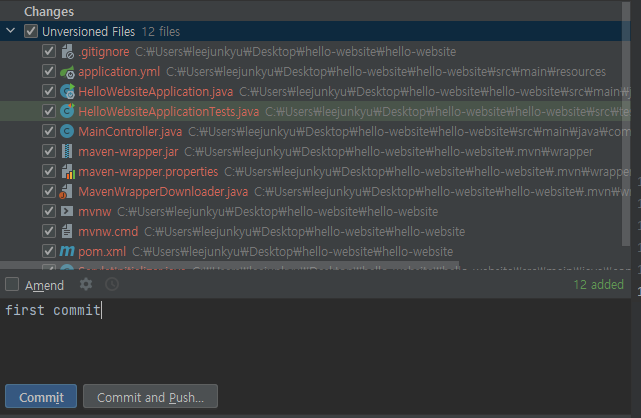 Changes
Unversioned Files 12 files
.gitignore C:₩Users₩leejunkyu₩Desktop₩hello-website₩hello-website
application.yml C:₩Users₩leejunkyu₩Desktop₩hello-website₩hello-website₩src₩main₩resources
HelloWebsiteApplication.java C:₩Users₩leejunkyu₩Desktop₩hello-website₩hello-website₩src₩main₩j
HelloWebsiteApplicationTests.java C:₩Users₩leejunkyu₩Desktop₩hello-website₩hello-website₩src₩te
MainController.java C:₩Users₩leejunkyu₩Desktop₩hello-website₩hello-website₩src₩main₩java₩com
maven-wrapper.jar C:₩Users₩leejunkyu₩Desktop₩hello-website₩hello-website₩.mvn₩wrapper
maven-wrapper.properties C:₩Users₩leejunkyu₩Desktop₩hello-website₩hello-website₩.mvn₩wrapper
MavenWrapperDownloader.java C:₩Users₩leejunkyu₩Desktop₩hello-website₩hello-website₩.mvn₩w
mvnw C:₩Users₩leejunkyu₩Desktop₩hello-website₩hello-website
mvnw.cmd C:₩Users₩leejunkyu₩Desktop₩hello-website₩hello-website
pom.xml C:₩Users₩leejunkyu₩Desktop₩hello-website₩hello-website
Amend 12 added
first commit
Commit Commit and Push...